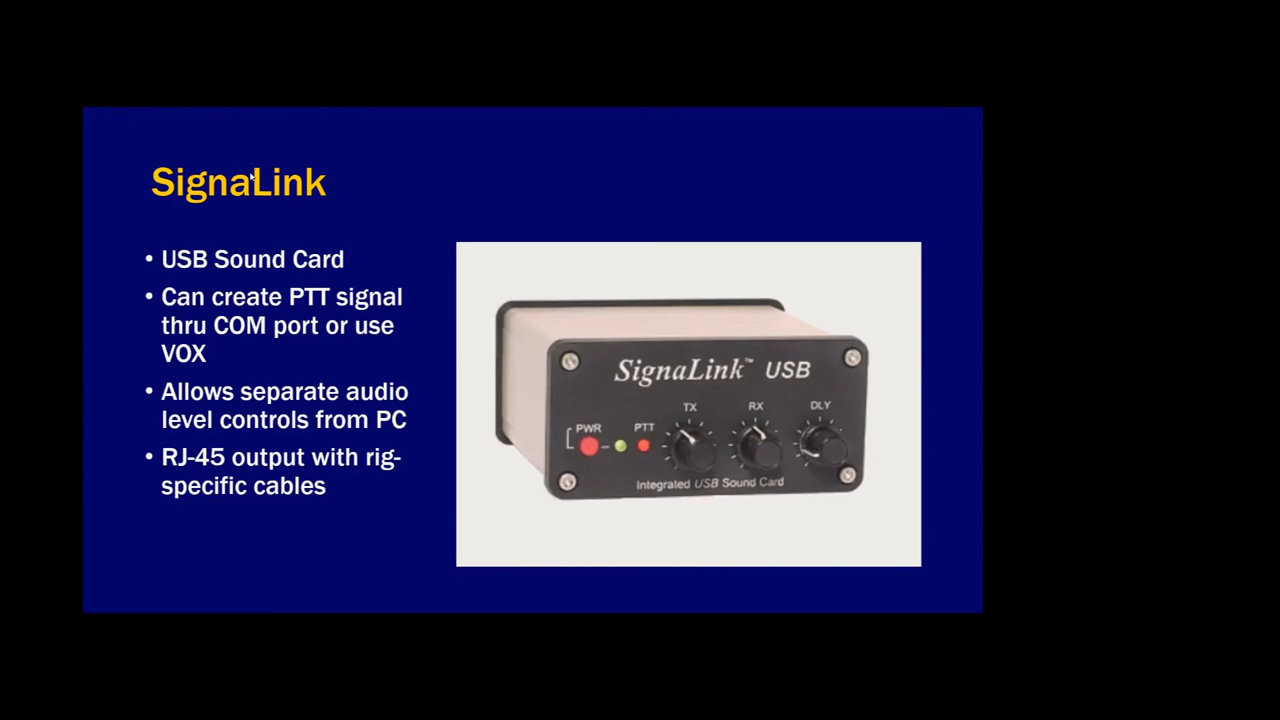 SignaLink
• USB Sound Card
• Can create PTT signal
thru COM port or use
VOX
• Allows separate audio
level controls from PC
• RJ-45 output with rig-
specific cables
SignaLink™ USB
TX RX DLY
PWR PTT
Integrated USB Sound Card